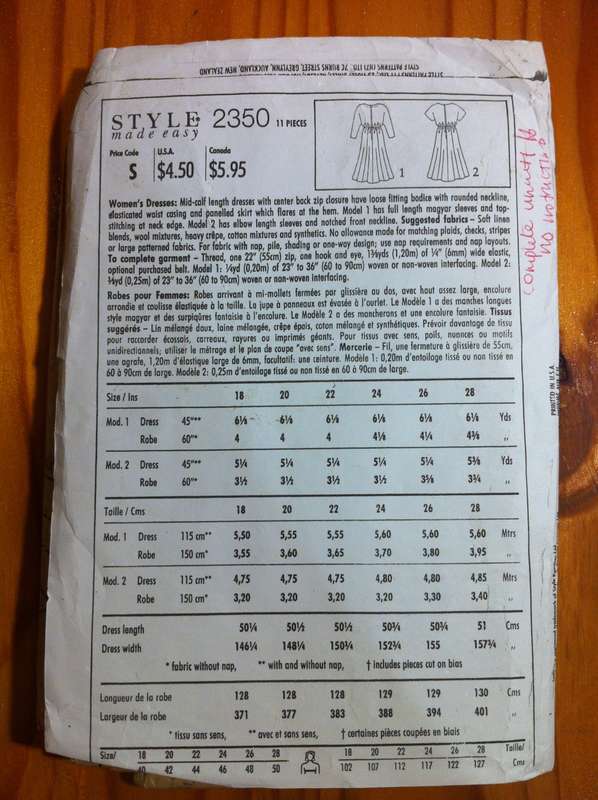 STYLE PATTERNS (NZ) LTD, 7C BURNS STREET, GREYLYNN, AUCKLAND, NEW ZEALAND
STYLE 2350 11 PIECES
made easy
Price Code U.S.A. Canada
S $4.50 $5.95
1 2
complete uncut
no instructions
Women's Dresses: Mid-calf length dresses with center back zip closure have loose fitting bodice with rounded neckline,
elasticated waist casing and panelled skirt which flares at the hem. Model 1 has full length magyar sleeves and top-
stitching at neck edge. Model 2 has elbow length sleeves and notched front neckline. Suggested fabrics – Soft linen
blends, wool mixtures, heavy crêpe, cotton mixtures and synthetics. No allowance made for matching plaids, checks, stripes
or large patterned fabrics. For fabric with nap, pile, shading or one-way design; use nap requirements and nap layouts.
To complete garment – Thread, one 22" (55cm) zip, one hook and eye, 1⅜yds (1,20m) of ¼" (6mm) wide elastic,
optional purchased belt. Model 1: ¼yd (0,20m) of 23" to 36" (60 to 90cm) woven or non-woven interfacing. Model 2:
yd (0,25m) of 23" to 36" (60 to 90cm) woven or non-woven interfacing.
Robes pour Femmes: Robes arrivant à mi-mollets fermées par glissière au dos, avec haut assez large, encolure
arrondie et coulisse élastiquée à la taille. La jupe à panneaux est évasée à l'ourlet. Le Modèle 1 a des manches longues
style magyar et des surpiqûres fantaisie à l'encolure. Le Modèle 2 a des mancherons et une encolure fantaisie. Tissus
suggérés – Lin mélangé doux, laine mélangée, crêpe épais, coton mélangé et synthétiques. Prévoir davantage de tissu
pour raccorder écossais, carreaux, rayures ou imprimés géants. Pour tissus avec sens, poils, nuances ou motifs
unidirectionnels; utiliser le métrage et le plan de coupe "avec sens". Mercerie – Fil, une fermeture à glissière de 55cm,
une agrafe, 1,20m d'élastique large de 6mm, facultatif: une ceinture. Modèle 1: 0,20m d'entoilage tissé ou non tissé en
60 à 90cm de large. Modèle 2: 0,25m d'entoilage tissé ou non tissé en 60 à 90cm de large.
Size / Ins 18 20 22 24 26 28
Mod. 1 Dress 45"** 6⅛ 6⅛ 6⅛ 6⅛ 6⅛ 6⅛ Yds
Robe 60"* 4 4 4 4⅛ 4¼ 4⅜ ,,
Mod. 2 Dress 45"** 5¼ 5¼ 5¼ 5¼ 5¼ 5⅜ Yds
Robe 60"* 3½ 3½ 3½ 3½ 3⅝ 3¾ ,,
Taille / Cms 18 20 22 24 26 28
Mod. 1 Dress 115 cm** 5,50 5,55 5,55 5,60 5,60 5,60 Mtrs
Robe 150 cm* 3,55 3,60 3,65 3,70 3,80 3,95 ,,
Mod. 2 Dress 115 cm** 4,75 4,75 4,75 4,80 4,80 4,85 Mtrs
Robe 150 cm* 3,20 3,20 3,20 3,20 3,30 3,40 ,,
Dress length 50¼ 50½ 50½ 50¾ 50¾ 51 Cms
Dress width 146¼ 148¼ 150¾ 152¾ 155 157¾ ,,
* fabric without nap, ** with and without nap, † includes pieces cut on bias
Longueur de la robe 128 128 128 129 129 130 Cms
Largeur de la robe 371 377 383 388 394 401 ,,
* tissu sans sens, ** avec et sans sens, † certaines pièces coupées en biais
Size/ 18 20 22 24 26 28 18 20 22 24 26 28 Taille/
40 42 44 46 48 50 102 107 112 117 122 127 Cms
PRINTED IN U.S.A.